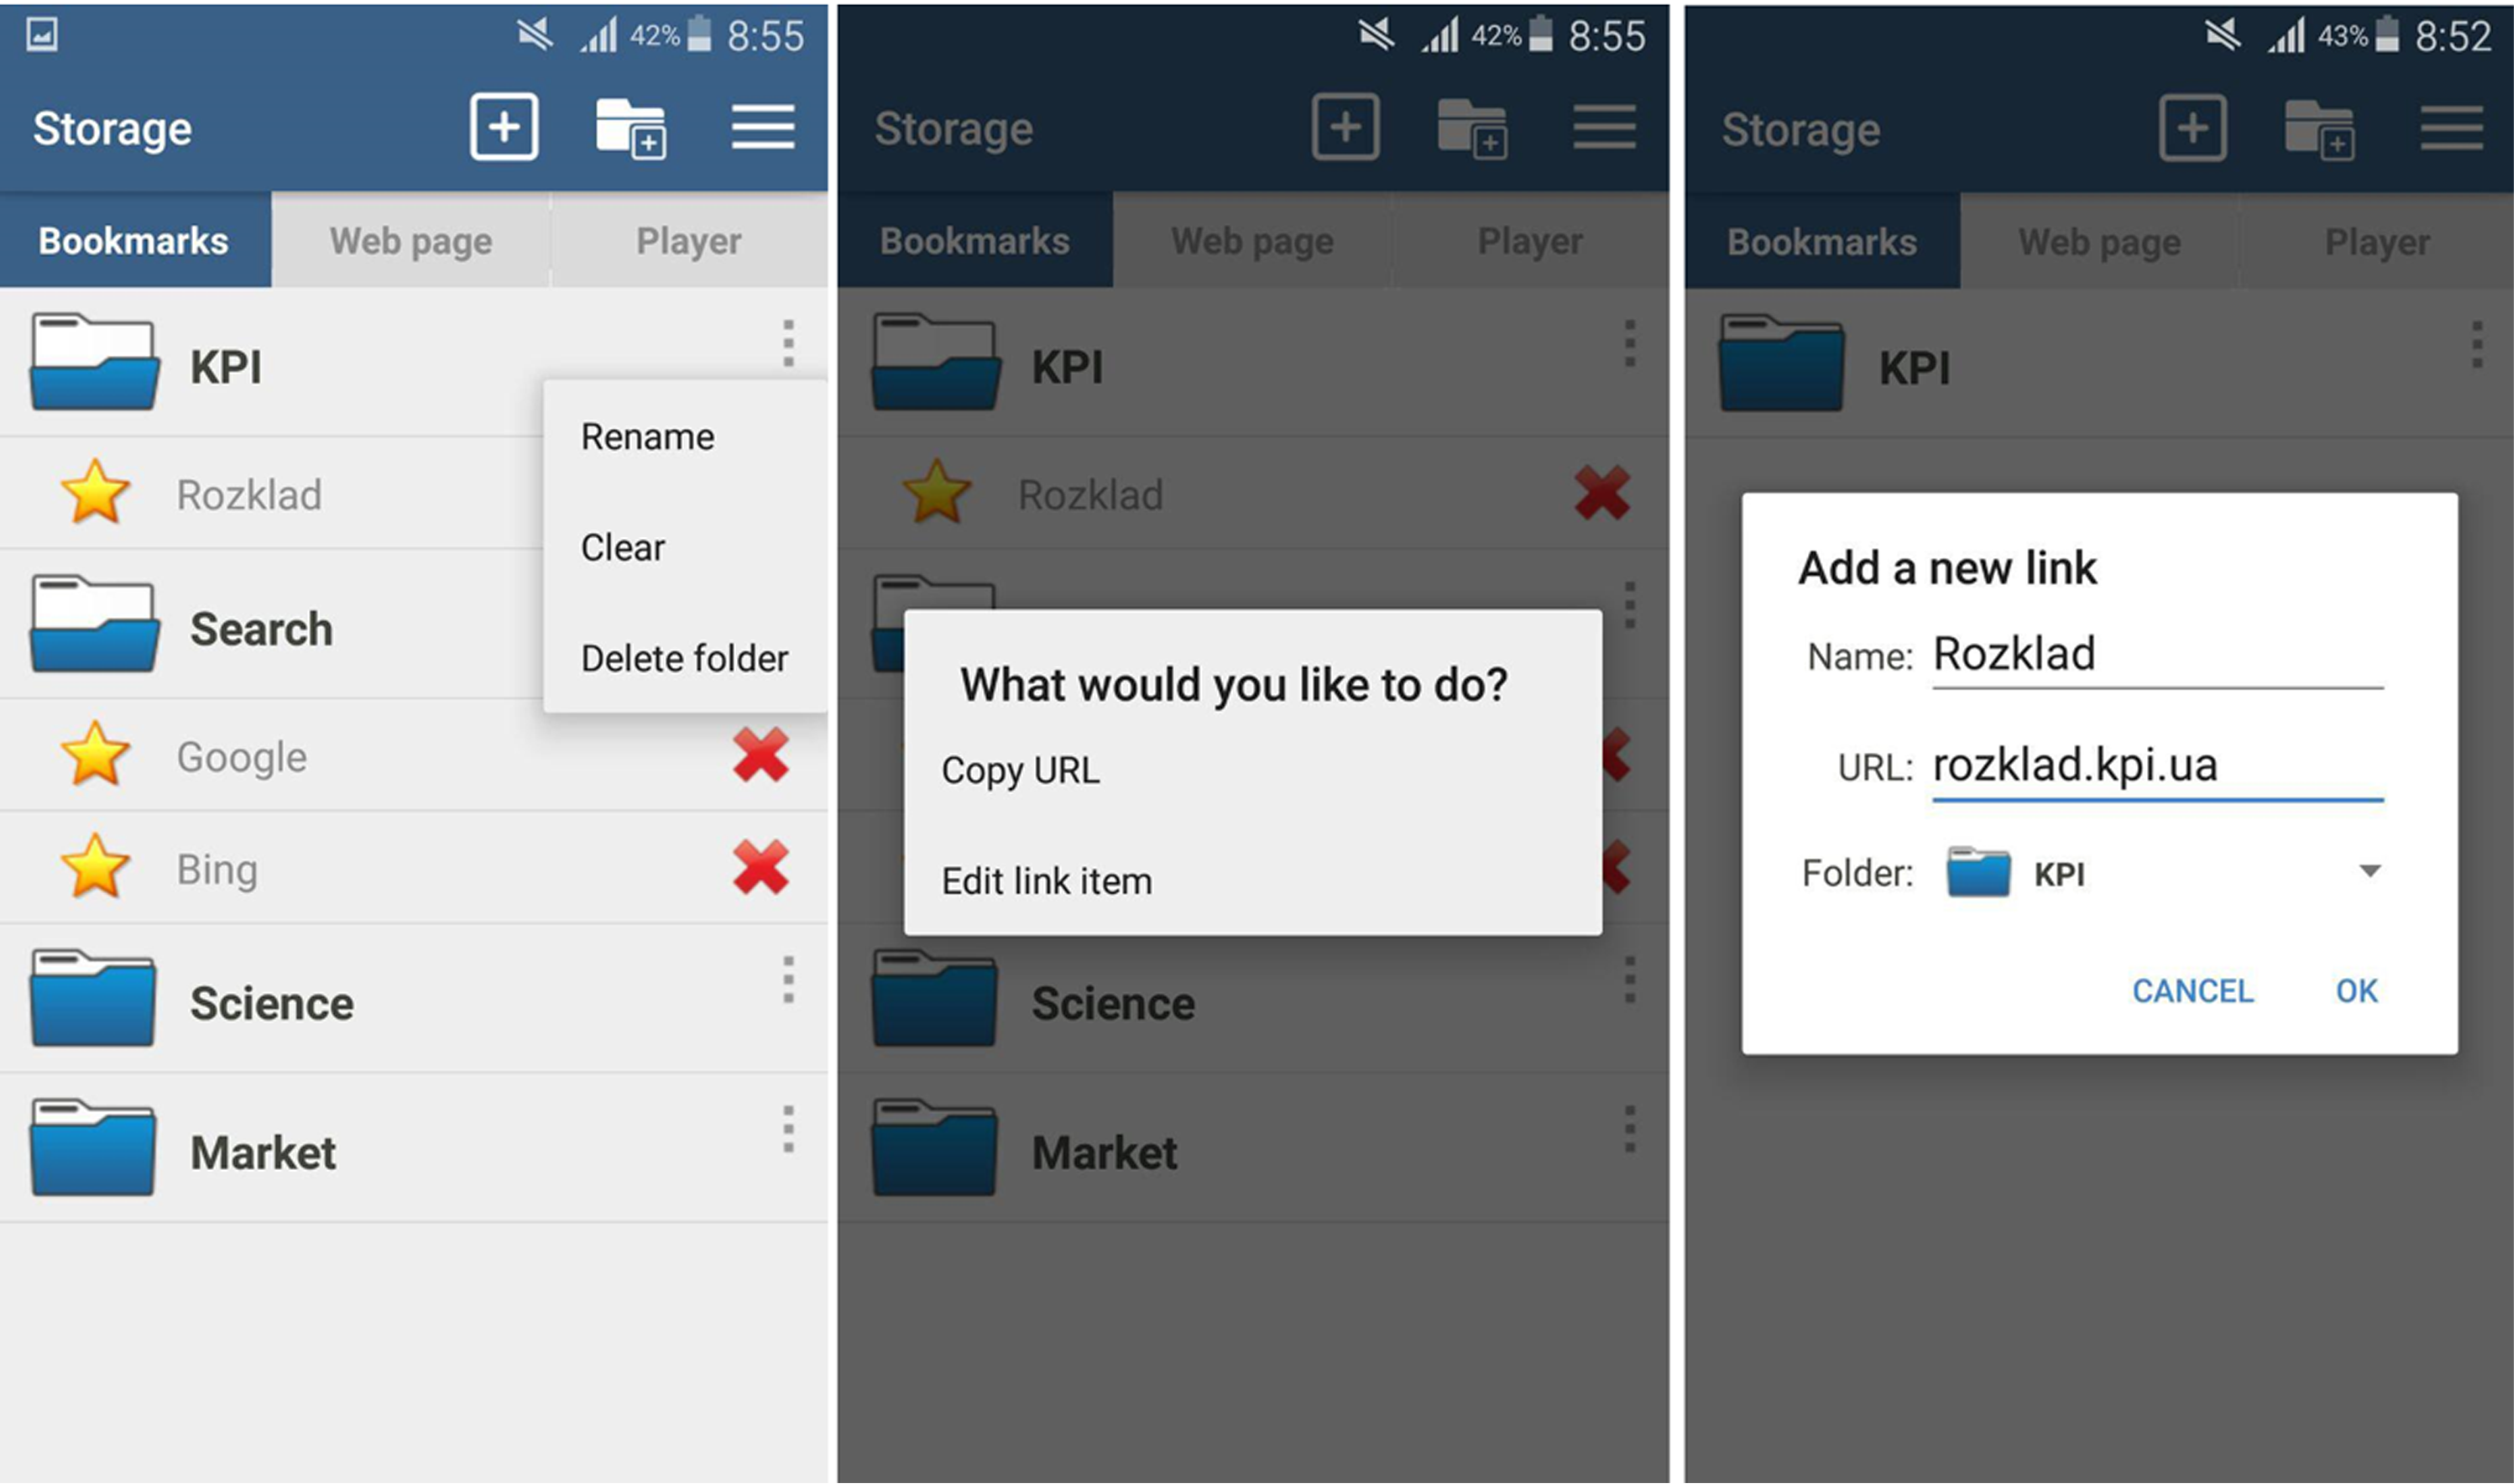 42% 8:55
Storage
Bookmarks Web page Player
KPI
Rename
Rozklad
Clear
Search
Delete folder
Google
Bing
Science
Market
42% 8:55
Storage
Bookmarks Web page Player
KPI
Rozklad
What would you like to do?
Copy URL
Edit link item
Science
Market
43% 8:52
Storage
Bookmarks Web page Player
KPI
Add a new link
Name: Rozklad
URL: rozklad.kpi.ua
Folder: KPI
CANCEL OK